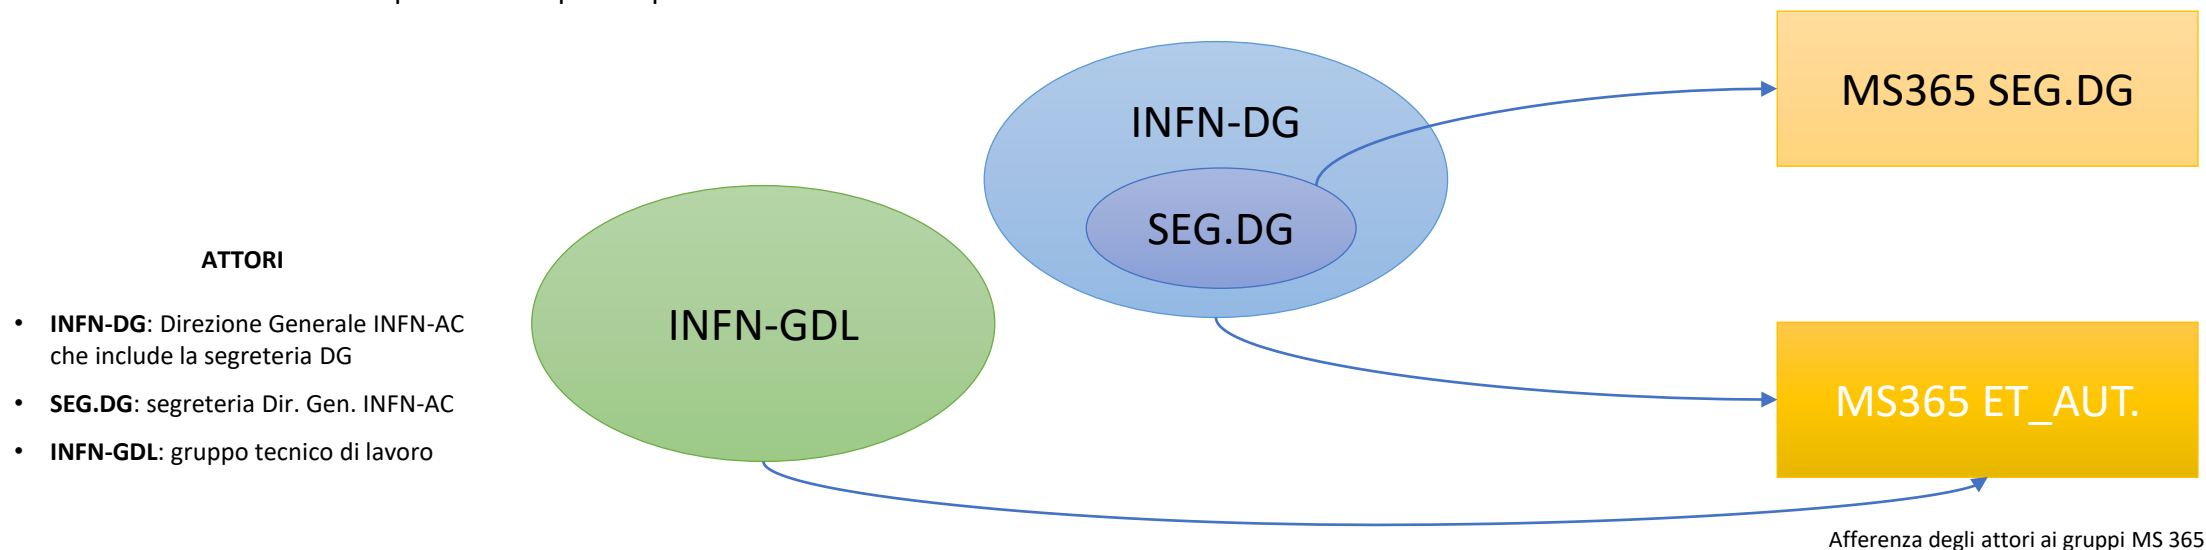 ATTORI
• INFN-DG: Direzione Generale INFN-AC
che include la segreteria DG
• SEG.DG: segreteria Dir. Gen. INFN-AC
• INFN-GDL: gruppo tecnico di lavoro
INFN-GDL
INFN-DG
SEG.DG
MS365 SEG.DG
MS365 ET_AUT.
Afferenza degli attori ai gruppi MS 365